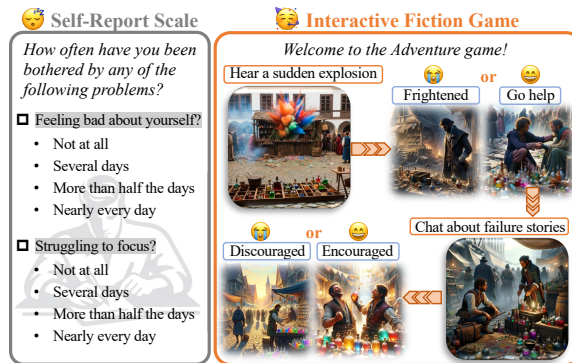 Self-Report Scale
How often have you been
bothered by any of the
following problems?
Feeling bad about yourself?
• Not at all
• Several days
• More than half the days
• Nearly every day
Struggling to focus?
• Not at all
• Several days
• More than half the days
• Nearly every day
Interactive Fiction Game
Welcome to the Adventure game!
Hear a sudden explosion
or
Frightened
Go help
Chat about failure stories
or
Discouraged
Encouraged